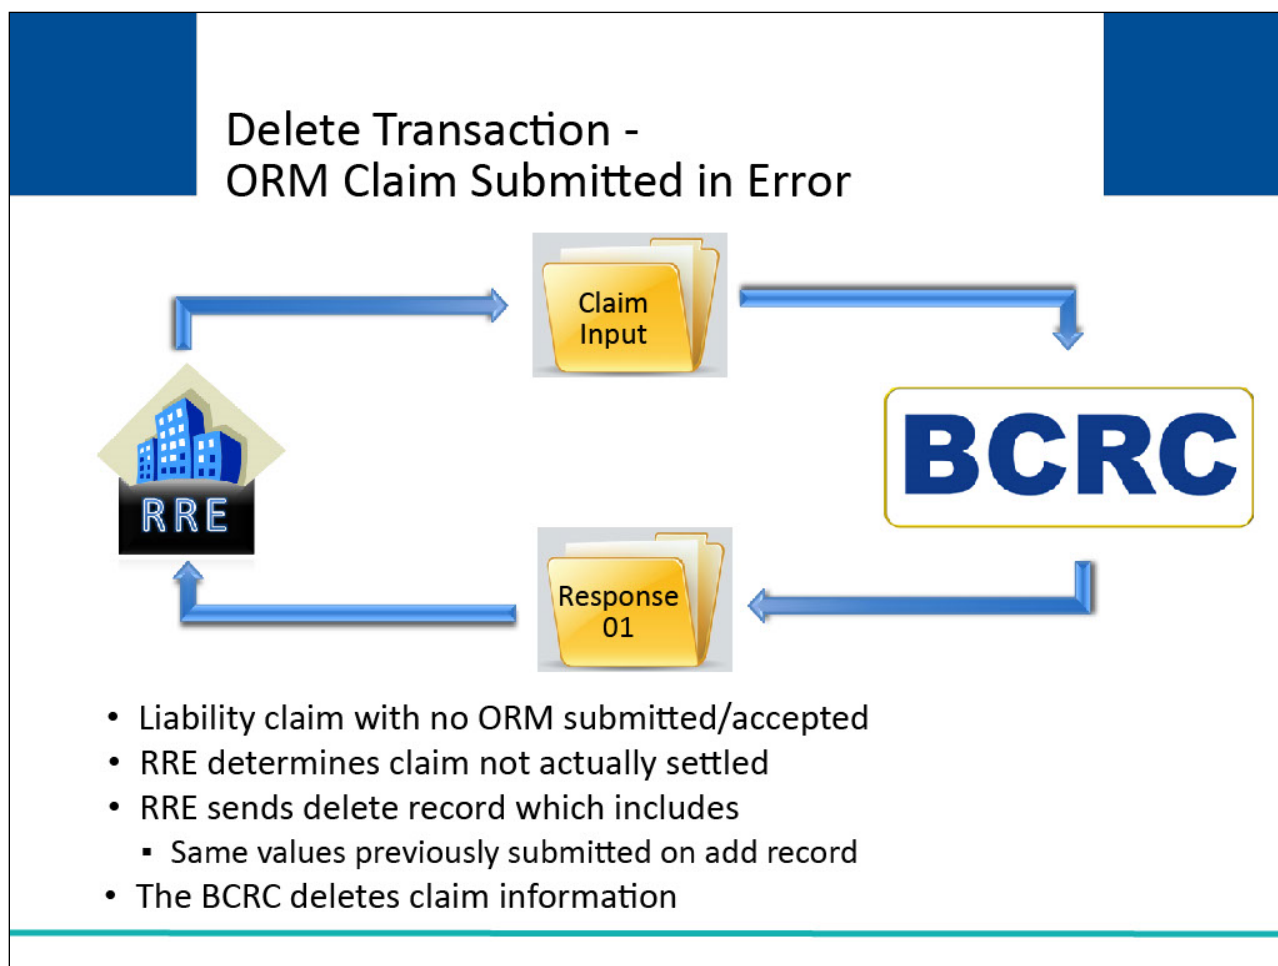 Delete Transaction -
ORM Claim Submitted in Error
Claim
Input
RRE
BCRC
Response
01
• Liability claim with no ORM submitted/accepted
• RRE determines claim not actually settled
• RRE sends delete record which includes
▪ Same values previously submitted on add record
• The BCRC deletes claim information